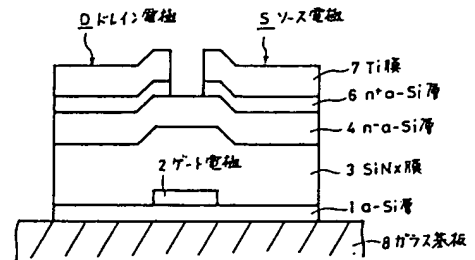 D ドレイン電極
S ソース電極
7 Ti膜
6 n+a-Si層
4 n-a-Si層
2 ゲート電極
3 SiNx膜
1 a-Si層
8 ガラス基板